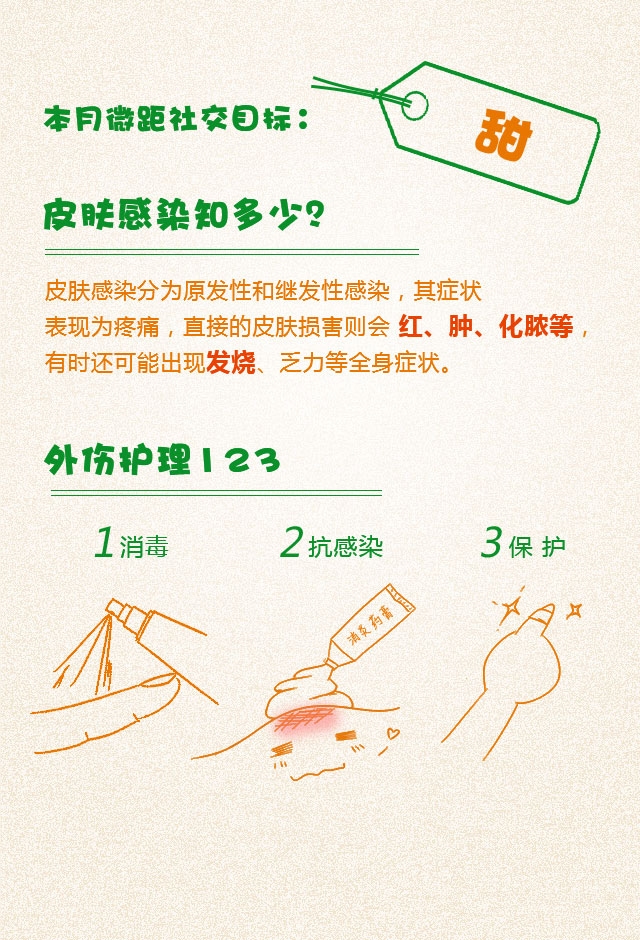 本月微距社交目标：
甜
皮肤感染知多少？
皮肤感染分为原发性和继发性感染，其症状
表现为疼痛，直接的皮肤损害则会 红、肿、化脓等，
有时还可能出现发烧、乏力等全身症状。
外伤护理123
1 消毒
2 抗感染
3 保 护
消炎药膏